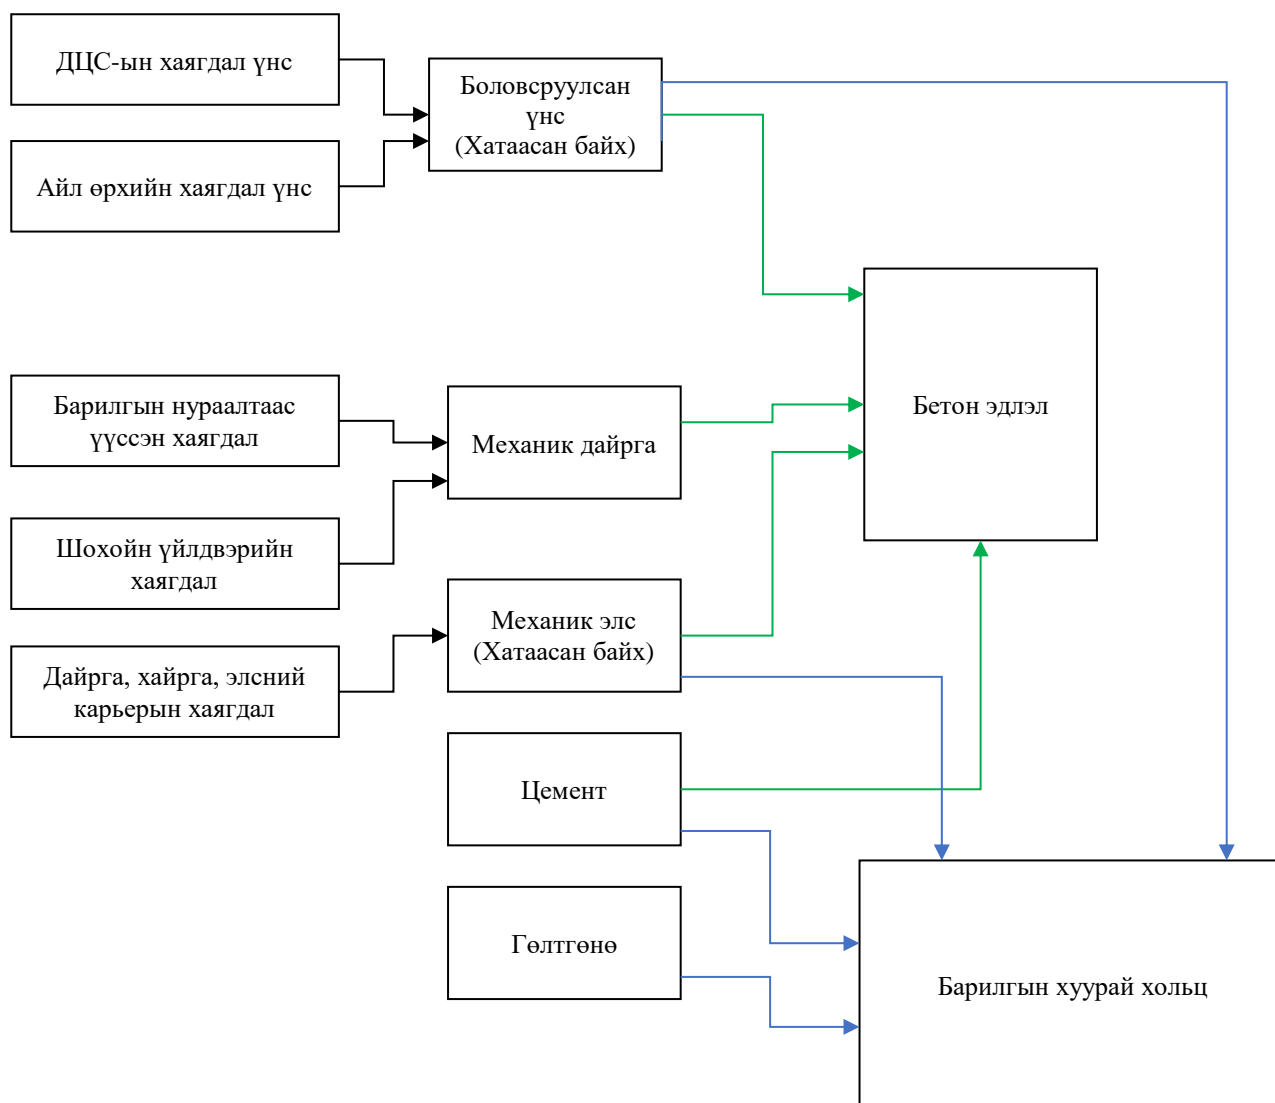 ДЦС-ын хаягдал үнс
Айл өрхийн хаягдал үнс
Боловсруулсан
үнс
(Хатаасан байх)
Барилгын нураалтаас
үүссэн хаягдал
Механик дайрга
Бетон эдлэл
Шохойн үйлдвэрийн
хаягдал
Механик элс
(Хатаасан байх)
Дайрга, хайрга, элсний
карьерын хаягдал
Цемент
Гөлтгөнө
Барилгын хуурай хольц